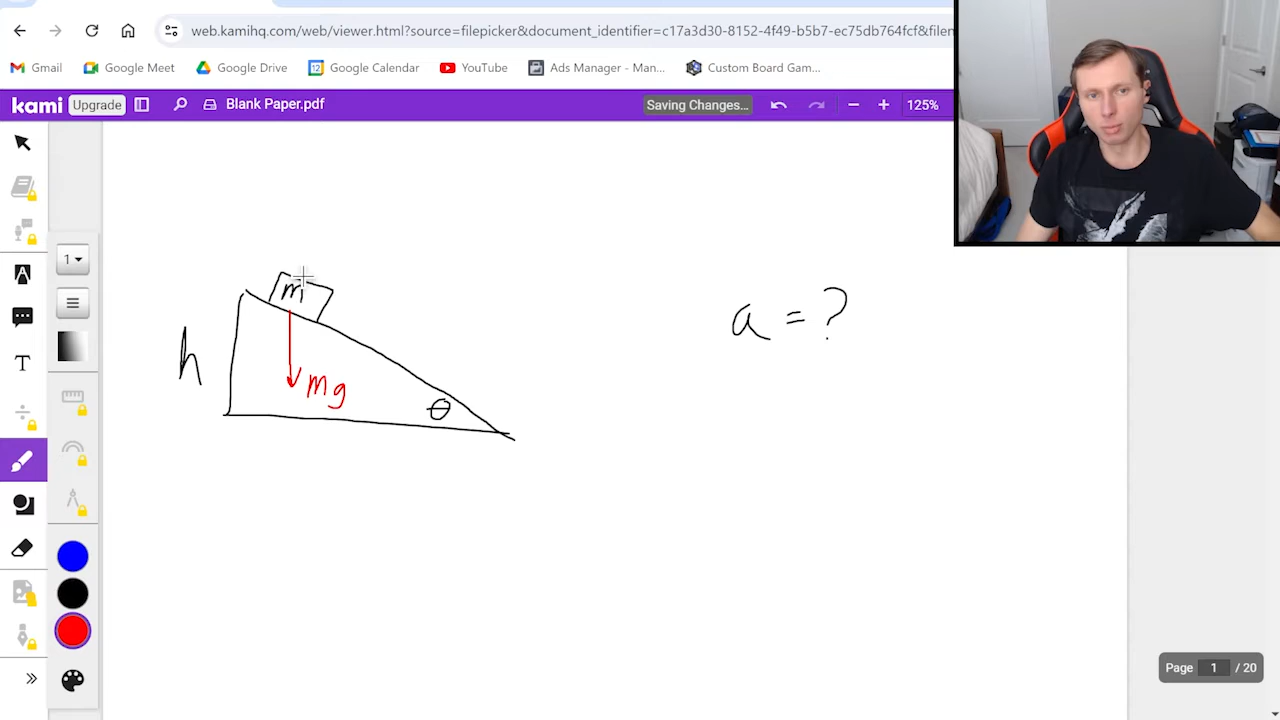 web.kamihq.com/web/viewer.html?source=filepicker&document_identifier=c17a3d30-8152-4f49-b5b7-ec75db764fcf&filen
Gmail Google Meet Google Drive 12 Google Calendar YouTube Ads Manager - Man... Custom Board Gam...
kami Upgrade Blank Paper.pdf Saving Changes... 125%
1
m
h
mg
θ
a = ?
T
Page 1 / 20